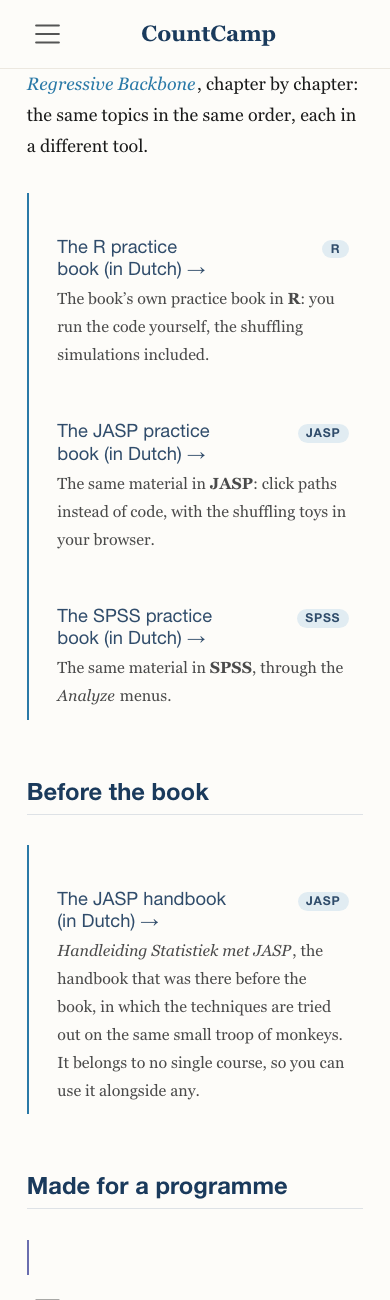 CountCamp
Regressive Backbone, chapter by chapter:
the same topics in the same order, each in
a different tool.
The R practice
book (in Dutch) →
R
The book's own practice book in R: you
run the code yourself, the shuffling
simulations included.
The JASP practice
book (in Dutch) →
JASP
The same material in JASP: click paths
instead of code, with the shuffling toys in
your browser.
The SPSS practice
book (in Dutch) →
SPSS
The same material in SPSS, through the
Analyze menus.
Before the book
The JASP handbook
(in Dutch) →
JASP
Handleiding Statistiek met JASP, the
handbook that was there before the
book, in which the techniques are tried
out on the same small troop of monkeys.
It belongs to no single course, so you can
use it alongside any.
Made for a programme